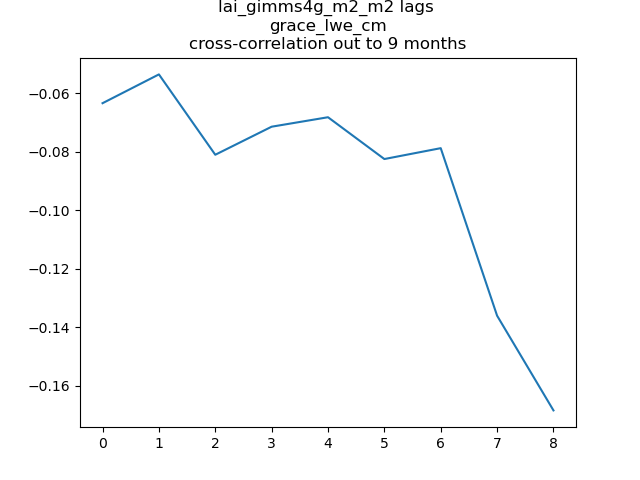 lai_gimms4g_m2_m2 lags
grace_lwe_cm
cross-correlation out to 9 months
−0.06
−0.08
−0.10
−0.12
−0.14
−0.16
0 1 2 3 4 5 6 7 8